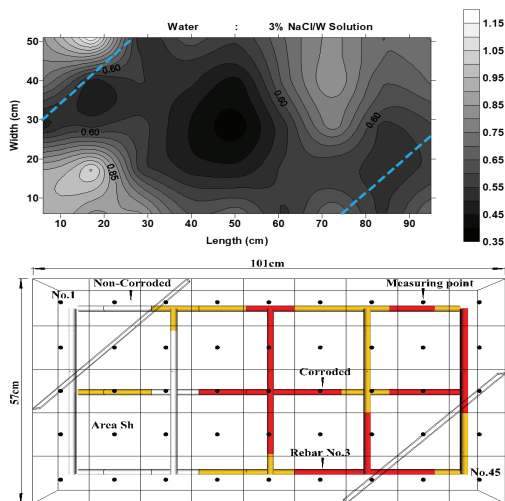 Water : 3% NaCl/W Solution
50
40
30
20
10
Width (cm)
0.60
0.60
0.85
0.60
10 20 30 40 50 60 70 80 90
Length (cm)
1.15
1.05
0.95
0.85
0.75
0.65
0.55
0.45
0.35
101cm
57cm
No.1
Non-Corroded
Measuring point
Corroded
Area Sh
Rebar No.3
No.45